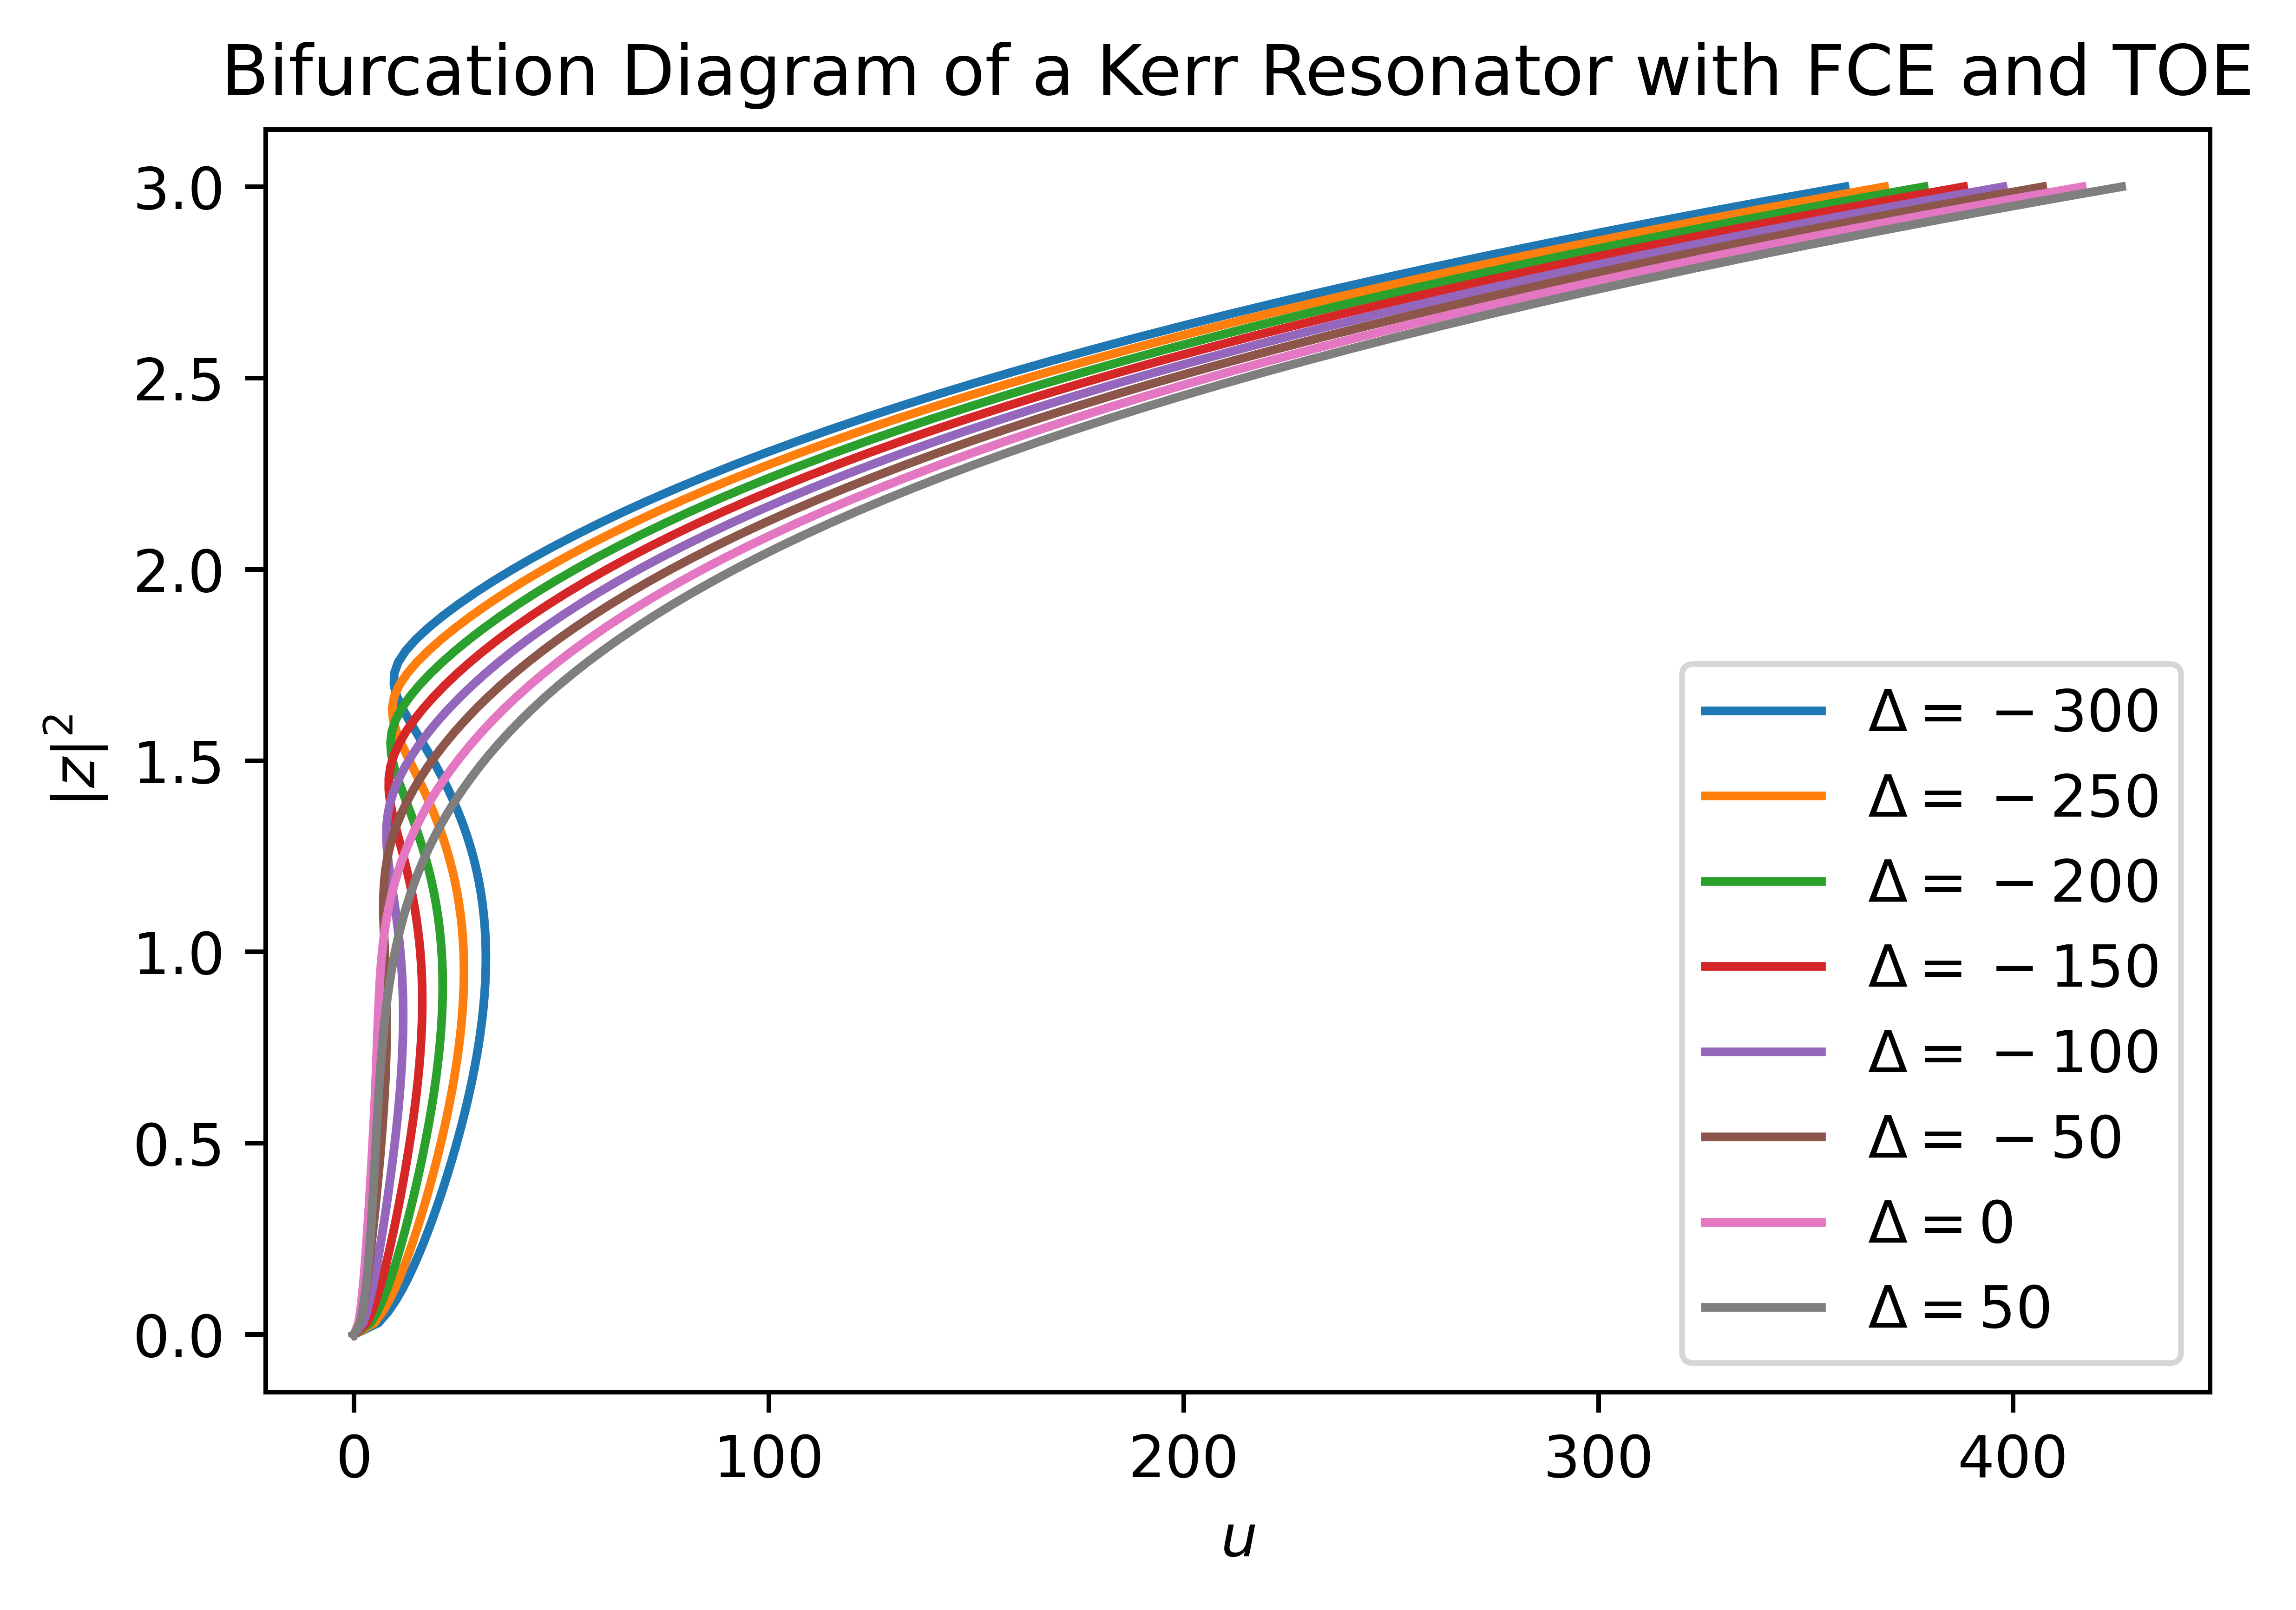 Bifurcation Diagram of a Kerr Resonator with FCE and TOE
3.0
2.5
2.0
1.5
1.0
0.5
0.0
|z|²
0
100
200
300
400
u
Δ = −300
Δ = −250
Δ = −200
Δ = −150
Δ = −100
Δ = −50
Δ = 0
Δ = 50